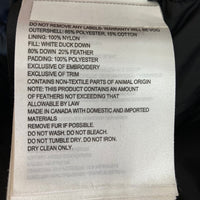 DO NOT REMOVE ANY LABELS- WARRANTY WILL BE VOID
OUTERSHELL: 85% POLYESTER, 15% COTTON
LINING: 100% NYLON
FILL: WHITE DUCK DOWN
80% DOWN 20% FEATHER
PADDING: 100% POLYESTER
EXCLUSIVE OF EMBROIDERY
EXCLUSIVE OF TRIM
CONTAINS NON-TEXTILE PARTS OF ANIMAL ORIGIN
NOTE: THIS PRODUCT CONTAINS AN AMOUNT
OF FEATHERS NOT EXCEEDING THAT
ALLOWABLE BY LAW
MADE IN CANADA WITH DOMESTIC AND IMPORTED
MATERIALS
REMOVE FUR IF POSSIBLE.
DO NOT WASH. DO NOT BLEACH.
DO NOT TUMBLE DRY. DO NOT IRON.
DRY CLEAN ONLY.